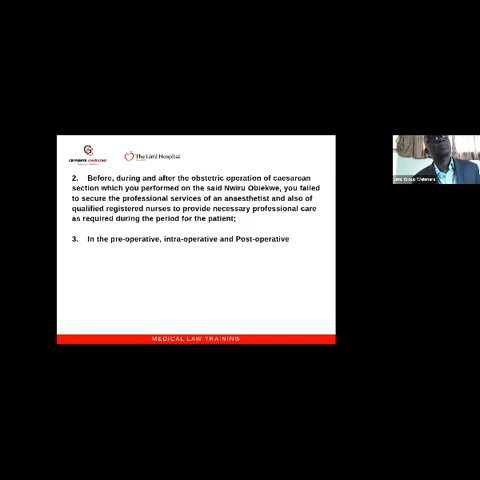 The Limi Hospital
2. Before, during and after the obstetric operation of caesarean
section which you performed on the said Nwiru Obiekwe, you failed
to secure the professional services of an anaesthetist and also of
qualified registered nurses to provide necessary professional care
as required during the period for the patient;
3. In the pre-operative, intra-operative and Post-operative
MEDICAL LAW TRAINING
Limi Group Webinars